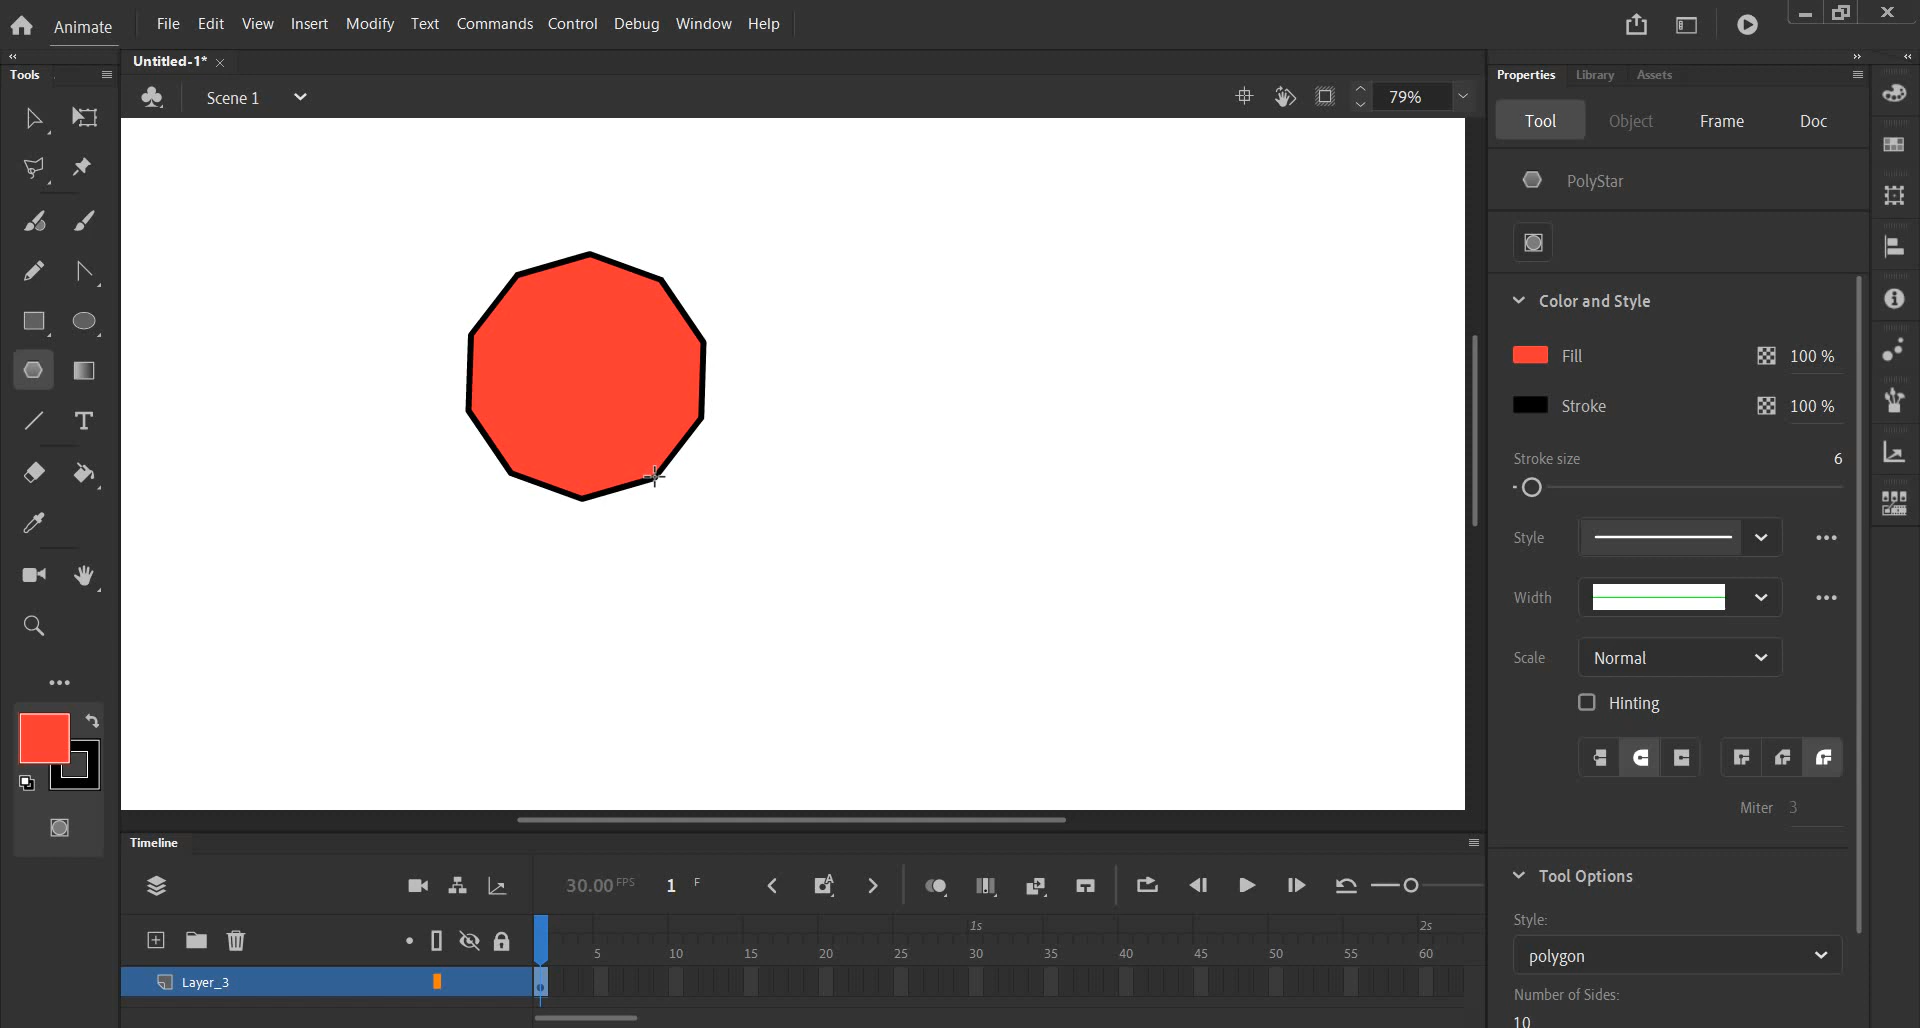 Animate File Edit View Insert Modify Text Commands Control Debug Window Help
Tools Untitled-1* Properties Library Assets
Scene 1 79%
Tool Object Frame Doc
PolyStar
Color and Style
Fill 100 %
Stroke 100 %
Stroke size 6
Style
Width
Scale Normal
Hinting
Miter 3
Tool Options
Style:
polygon
Number of Sides:
10
Timeline
30.00 FPS 1 F
1s 2s
5 10 15 20 25 30 35 40 45 50 55 60
Layer_3